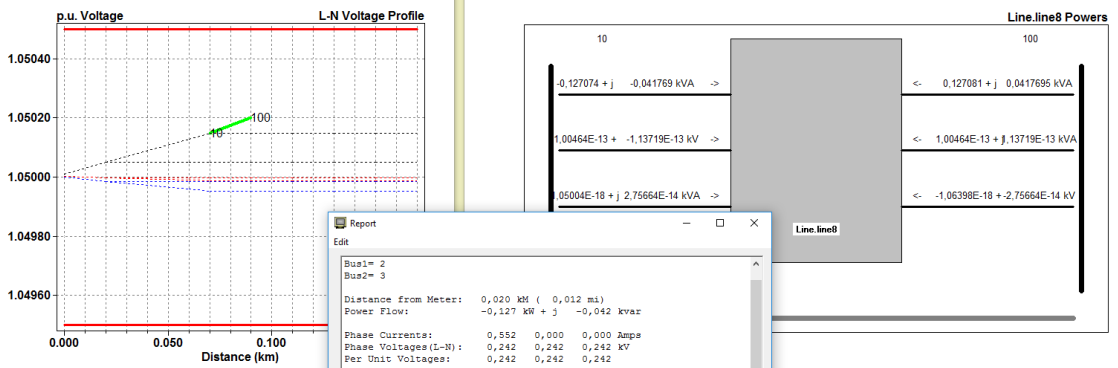 p.u. Voltage
L-N Voltage Profile
1.05040
1.05020
1.05000
1.04980
1.04960
100
10
0.000
0.050
0.100
Distance (km)
Line.line8 Powers
10
100
-0,127074 + j -0,041769 kVA ->
<- 0,127081 + j 0,0417695 kVA
1,00464E-13 + -1,13719E-13 kV ->
<- 1,00464E-13 + j1,13719E-13 kVA
1,05004E-18 + j 2,75664E-14 kVA ->
<- -1,06398E-18 + -2,75664E-14 kV
Line.line8
Report
Edit
Bus1= 2
Bus2= 3
Distance from Meter: 0,020 kM ( 0,012 mi)
Power Flow: -0,127 kW + j -0,042 kvar
Phase Currents: 0,552 0,000 0,000 Amps
Phase Voltages(L-N): 0,242 0,242 0,242 kV
Per Unit Voltages: 0,242 0,242 0,242